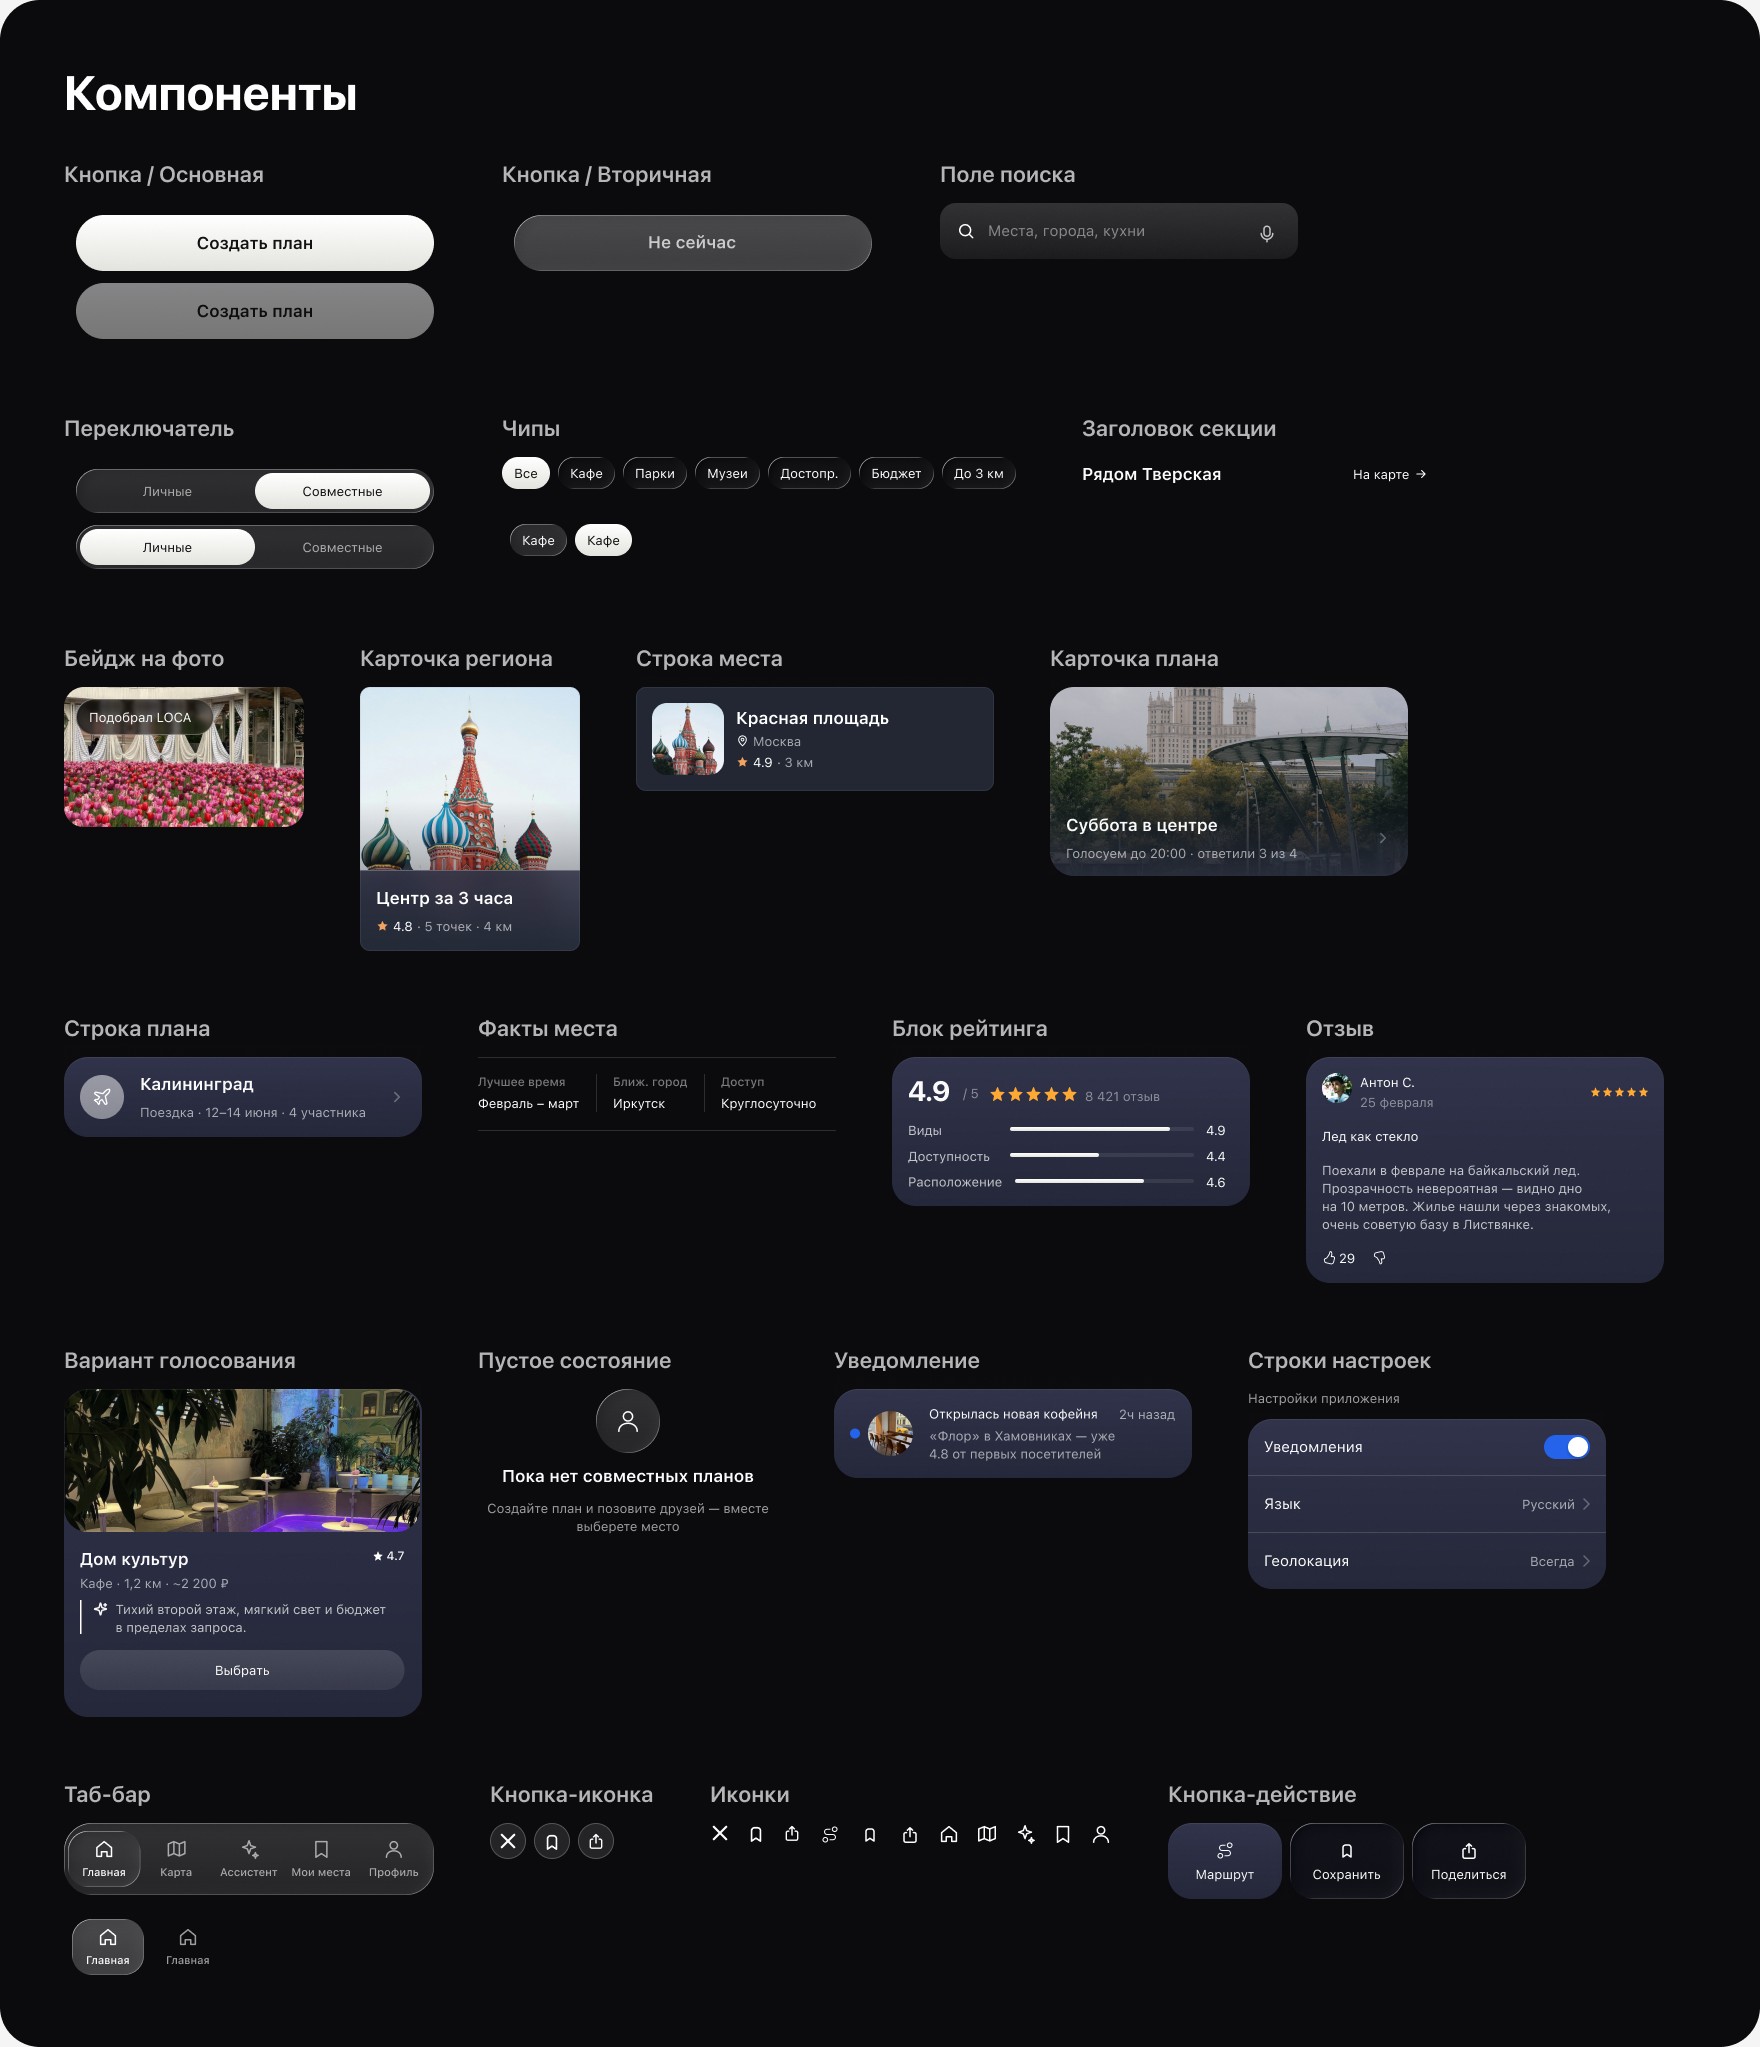 Компоненты
Кнопка / Основная
Создать план
Создать план
Кнопка / Вторичная
Не сейчас
Поле поиска
Места, города, кухни
Переключатель
Личные
Совместные
Личные
Совместные
Чипы
Все
Кафе
Парки
Музеи
Достопр.
Бюджет
До 3 км
Кафе
Кафе
Заголовок секции
Рядом Тверская
На карте →
Бейдж на фото
Подобрал LOCA
Карточка региона
Центр за 3 часа
4.8 · 5 точек · 4 км
Строка места
Красная площадь
Москва
4.9 · 3 км
Карточка плана
Суббота в центре
Голосуем до 20:00 · ответили 3 из 4
Строка плана
Калининград
Поездка · 12–14 июня · 4 участника
Факты места
Лучшее время
Февраль – март
Ближ. город
Иркутск
Доступ
Круглосуточно
Блок рейтинга
4.9 / 5 ★★★★★ 8 421 отзыв
Виды 4.9
Доступность 4.4
Расположение 4.6
Отзыв
Антон С.
25 февраля
Лед как стекло
Поехали в феврале на байкальский лед.
Прозрачность невероятная — видно дно
на 10 метров. Жилье нашли через знакомых,
очень советую базу в Листвянке.
29
Вариант голосования
Дом культур
4.7
Кафе · 1,2 км · ~2 200 ₽
Тихий второй этаж, мягкий свет и бюджет
в пределах запроса.
Выбрать
Пустое состояние
Пока нет совместных планов
Создайте план и позовите друзей — вместе
выберете место
Уведомление
Открылась новая кофейня
2ч назад
«Флор» в Хамовниках — уже
4.8 от первых посетителей
Строки настроек
Настройки приложения
Уведомления
Язык
Русский
Геолокация
Всегда
Таб-бар
Главная
Карта
Ассистент
Мои места
Профиль
Главная
Главная
Кнопка-иконка
Иконки
Кнопка-действие
Маршрут
Сохранить
Поделиться